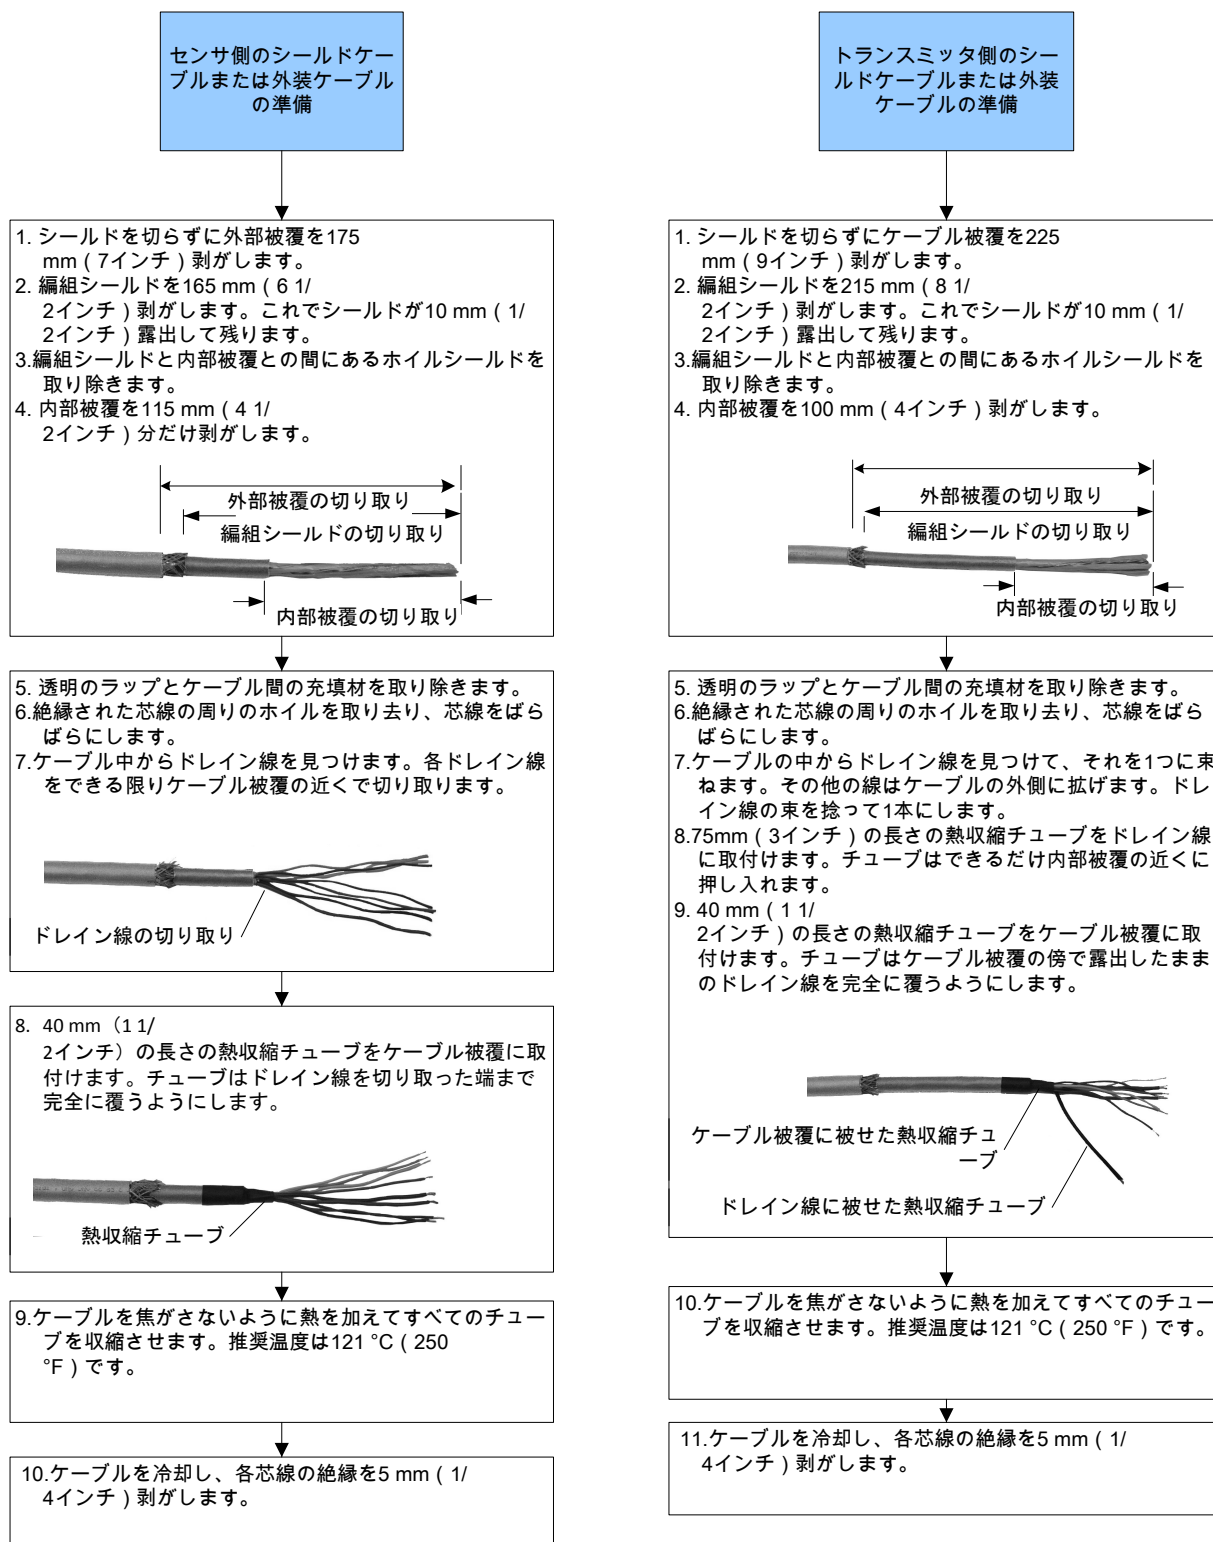 センサ側のシールドケー
ブルまたは外装ケーブル
の準備
1. シールドを切らずに外部被覆を175
mm ( 7インチ ) 剥がします。
2. 編組シールドを165 mm ( 6 1/
2インチ ) 剥がします。これでシールドが10 mm ( 1/
2インチ ) 露出して残ります。
3.編組シールドと内部被覆との間にあるホイルシールドを
取り除きます。
4. 内部被覆を115 mm ( 4 1/
2インチ ) 分だけ剥がします。
外部被覆の切り取り
編組シールドの切り取り
内部被覆の切り取り
5. 透明のラップとケーブル間の充填材を取り除きます。
6.絶縁された芯線の周りのホイルを取り去り、芯線をばら
ばらにします。
7.ケーブル中からドレイン線を見つけます。各ドレイン線
をできる限りケーブル被覆の近くで切り取ります。
ドレイン線の切り取り
8. 40 mm（1 1/
2インチ）の長さの熱収縮チューブをケーブル被覆に取
付けます。チューブはドレイン線を切り取った端まで
完全に覆うようにします。
熱収縮チューブ
9.ケーブルを焦がさないように熱を加えてすべてのチュー
ブを収縮させます。推奨温度は121 °C ( 250
°F ) です。
10.ケーブルを冷却し、各芯線の絶縁を5 mm ( 1/
4インチ ) 剥がします。
トランスミッタ側のシー
ルドケーブルまたは外装
ケーブルの準備
1. シールドを切らずにケーブル被覆を225
mm ( 9インチ ) 剥がします。
2. 編組シールドを215 mm ( 8 1/
2インチ ) 剥がします。これでシールドが10 mm ( 1/
2インチ ) 露出して残ります。
3.編組シールドと内部被覆との間にあるホイルシールドを
取り除きます。
4. 内部被覆を100 mm ( 4インチ ) 剥がします。
外部被覆の切り取り
編組シールドの切り取り
内部被覆の切り取り
5. 透明のラップとケーブル間の充填材を取り除きます。
6.絶縁された芯線の周りのホイルを取り去り、芯線をばら
ばらにします。
7.ケーブルの中からドレイン線を見つけて、それを1つに束
ねます。その他の線はケーブルの外側に拡げます。ドレ
イン線の束を捻って1本にします。
8.75mm ( 3インチ ) の長さの熱収縮チューブをドレイン線
に取付けます。チューブはできるだけ内部被覆の近くに
押し入れます。
9. 40 mm ( 1 1/
2インチ ) の長さの熱収縮チューブをケーブル被覆に取
付けます。チューブはケーブル被覆の傍で露出したまま
のドレイン線を完全に覆うようにします。
ケーブル被覆に被せた熱収縮チュ
ーブ
ドレイン線に被せた熱収縮チューブ
10.ケーブルを焦がさないように熱を加えてすべてのチュー
ブを収縮させます。推奨温度は121 °C ( 250 °F ) です。
11.ケーブルを冷却し、各芯線の絶縁を5 mm ( 1/
4インチ ) 剥がします。